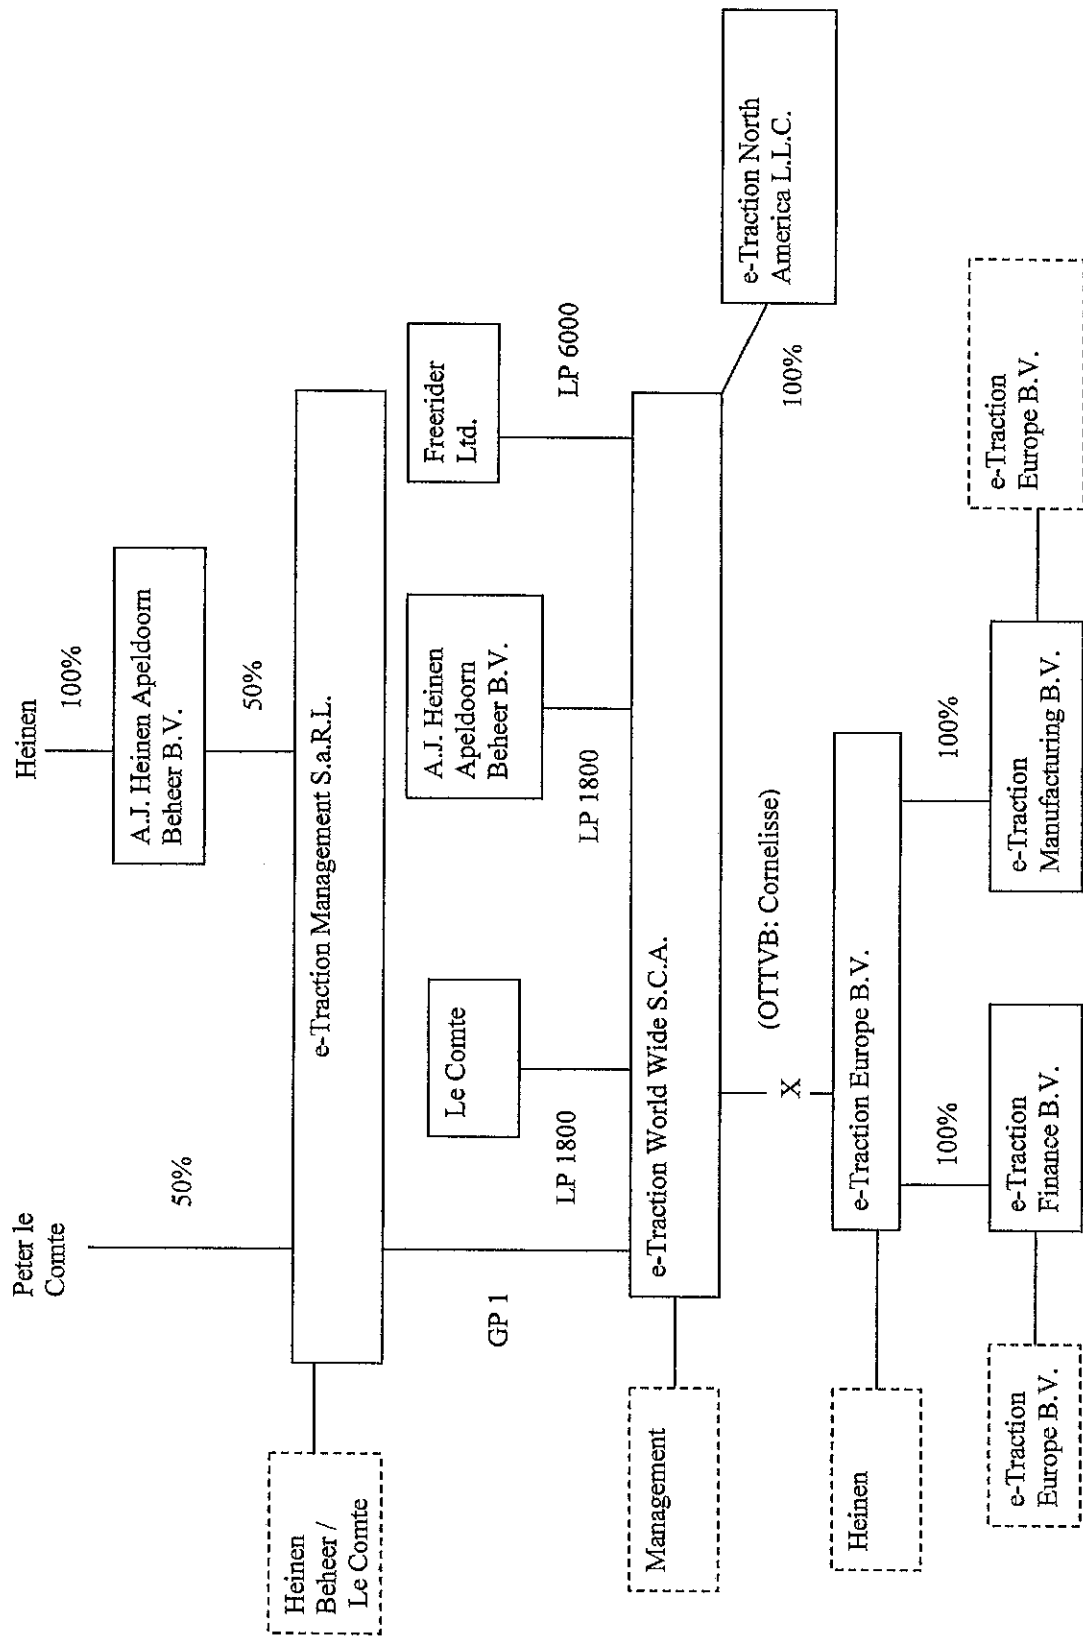 Peter le
Comte
Heinen
100%
A.J. Heinen Apeldoorn
Beheer B.V.
50%
50%
Heinen
Beheer /
Le Comte
e-Traction Management S.a.R.L.
GP 1
Le Comte
LP 1800
A.J. Heinen
Apeldoorn
Beheer B.V.
LP 1800
Freerider
Ltd.
LP 6000
Management
e-Traction World Wide S.C.A.
100%
e-Traction North
America L.L.C.
X
(OTTVB: Cornelisse)
Heinen
e-Traction Europe B.V.
100%
100%
e-Traction
Europe B.V.
e-Traction
Finance B.V.
e-Traction
Manufacturing B.V.
e-Traction
Europe B.V.